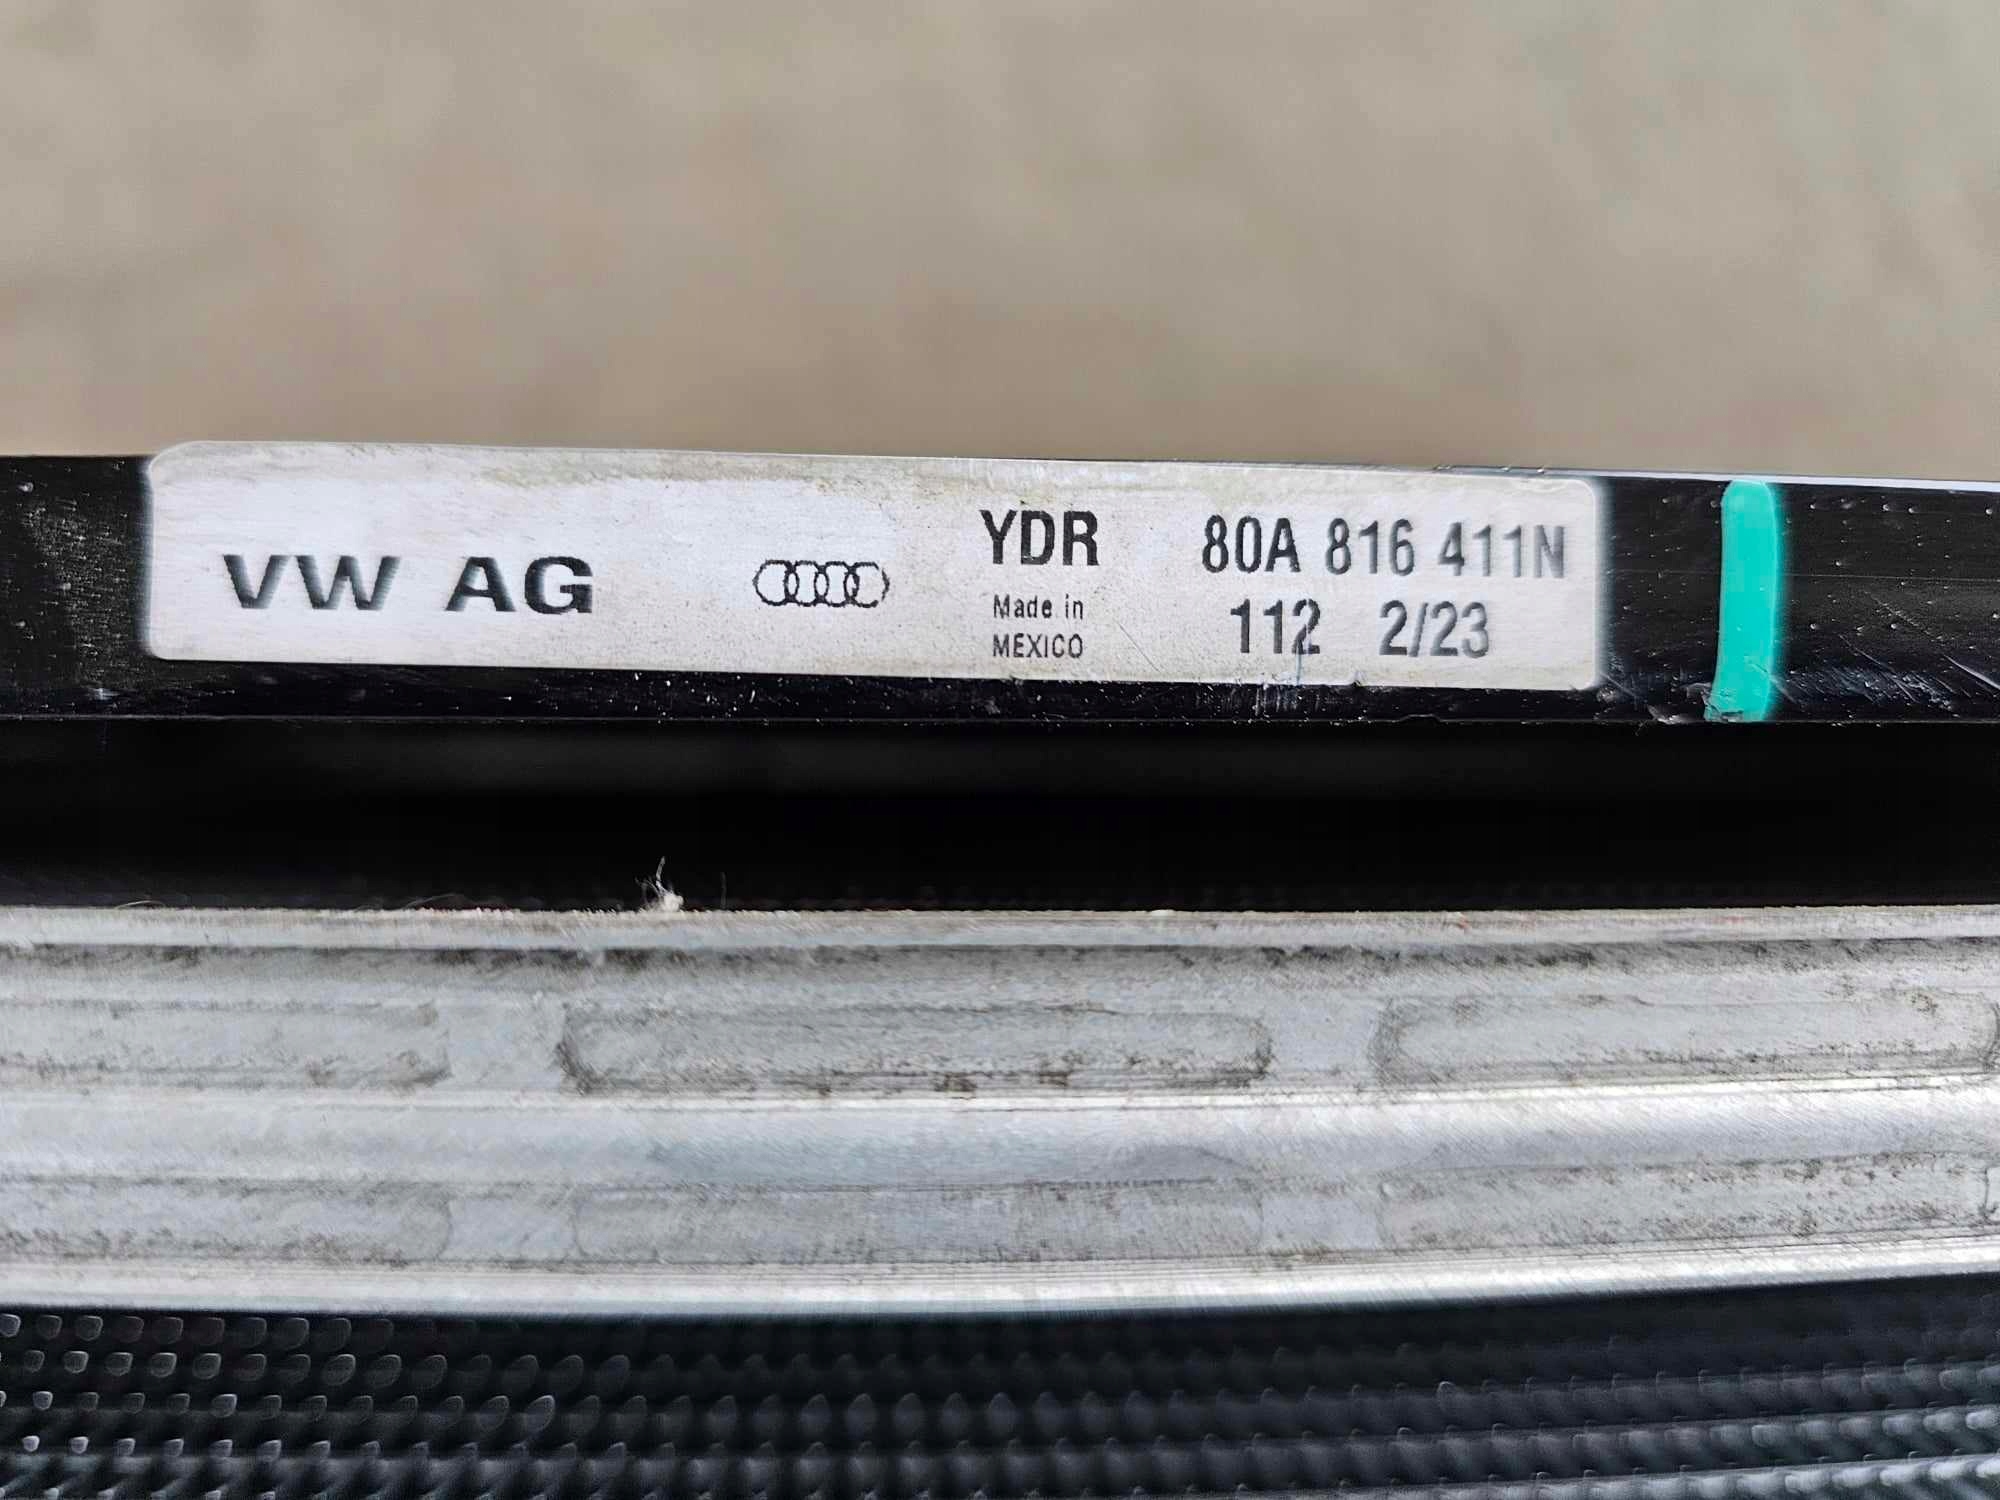 VW AG
YDR 80A 816 411N
Made in
MEXICO
112 2/23